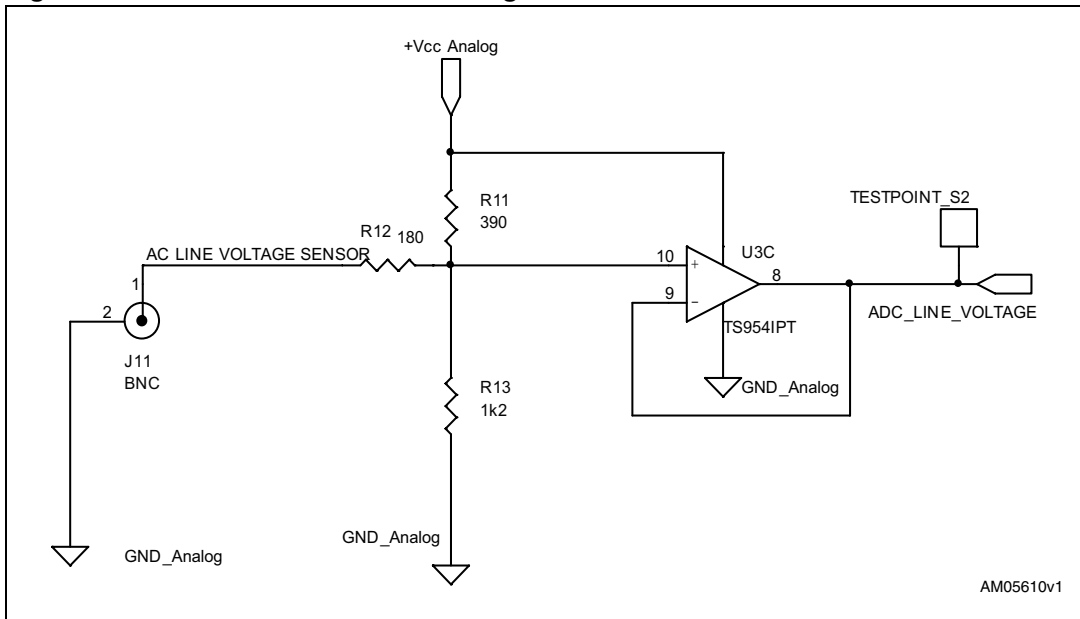 +Vcc Analog
R11
390
R12 180
AC LINE VOLTAGE SENSOR
1
2
J11
BNC
R13
1k2
10
+
9
-
8
U3C
TS954IPT
TESTPOINT_S2
ADC_LINE_VOLTAGE
GND_Analog
GND_Analog
GND_Analog
AM05610v1